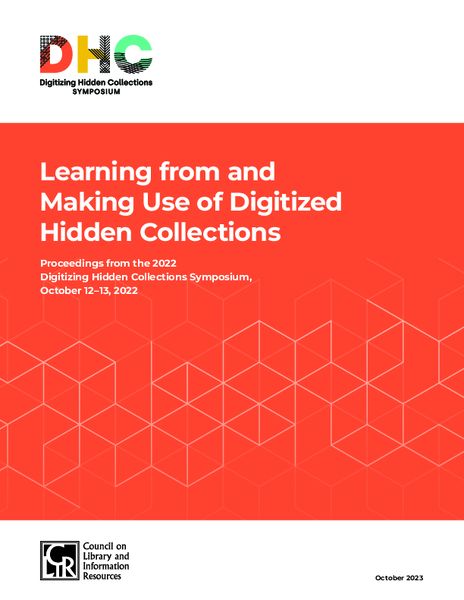 DHC
Digitizing Hidden Collections
SYMPOSIUM
Learning from and
Making Use of Digitized
Hidden Collections
Proceedings from the 2022
Digitizing Hidden Collections Symposium,
October 12–13, 2022
CLIR
Council on
Library and
Information
Resources
October 2023